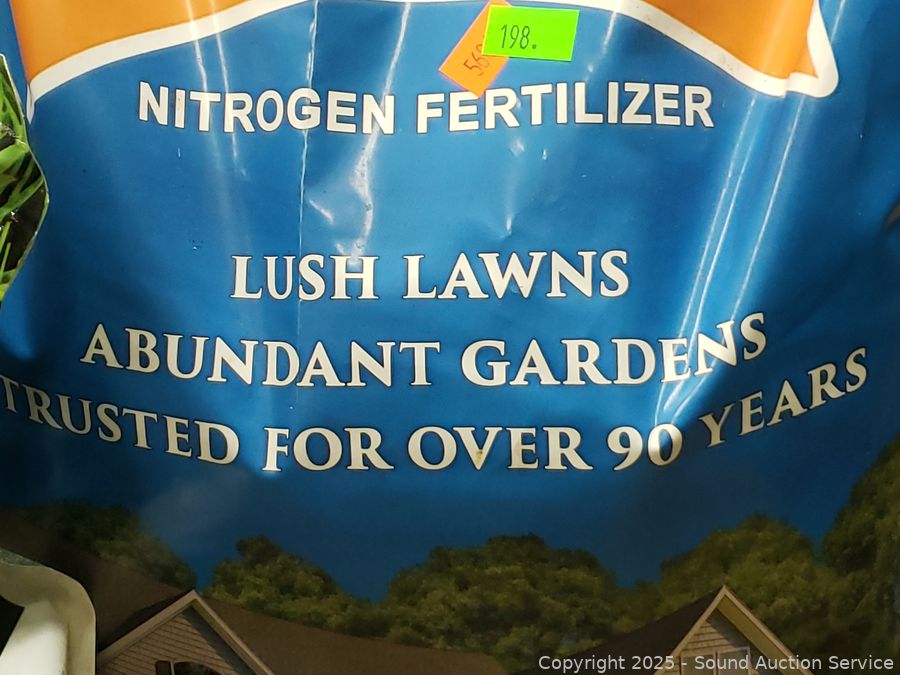 198.
NITROGEN FERTILIZER
LUSH LAWNS
ABUNDANT GARDENS
TRUSTED FOR OVER 90 YEARS
Copyright 2025 - Sound Auction Service